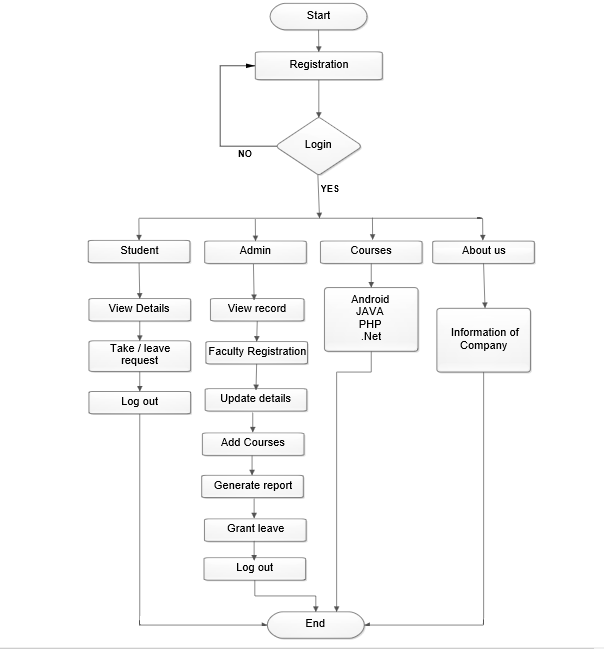 Start
Registration
Login
NO
YES
Student
Admin
Courses
About us
View Details
View record
Android
JAVA
PHP
.Net
Information of
Company
Take / leave
request
Faculty Registration
Log out
Update details
Add Courses
Generate report
Grant leave
Log out
End